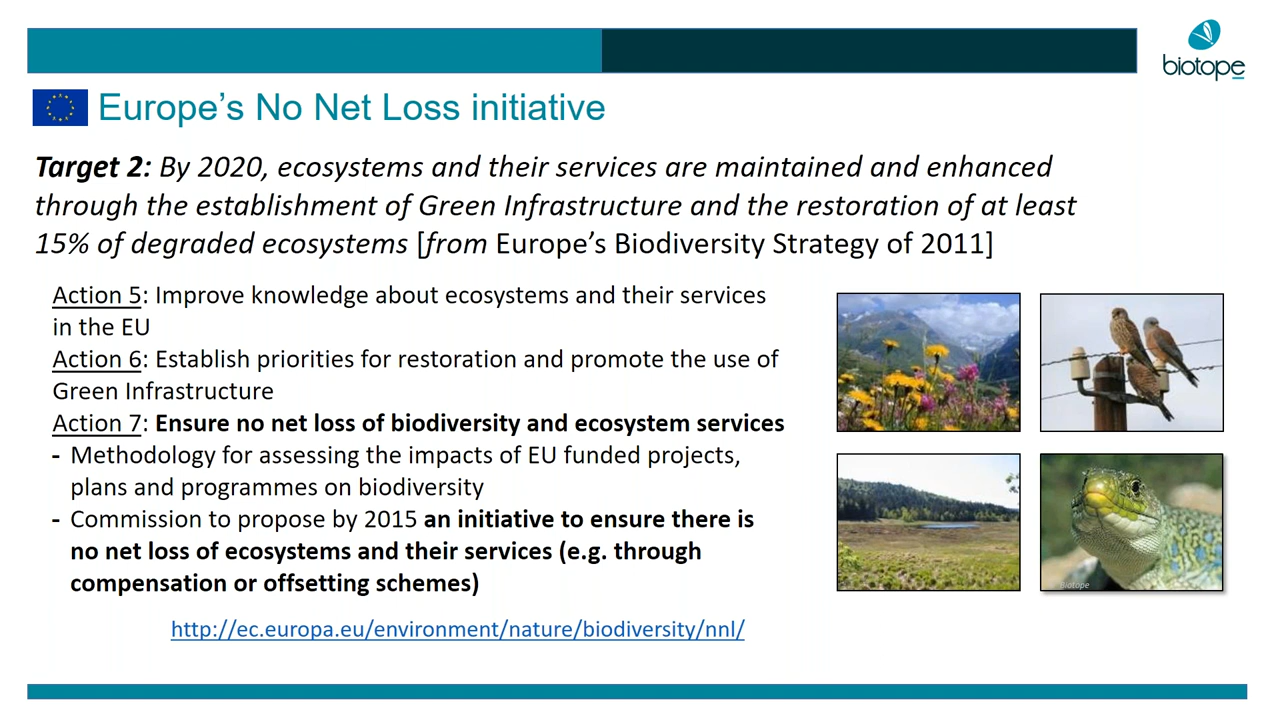 biotope
Europe’s No Net Loss initiative
Target 2: By 2020, ecosystems and their services are maintained and enhanced
through the establishment of Green Infrastructure and the restoration of at least
15% of degraded ecosystems [from Europe’s Biodiversity Strategy of 2011]
Action 5: Improve knowledge about ecosystems and their services
in the EU
Action 6: Establish priorities for restoration and promote the use of
Green Infrastructure
Action 7: Ensure no net loss of biodiversity and ecosystem services
- Methodology for assessing the impacts of EU funded projects,
plans and programmes on biodiversity
- Commission to propose by 2015 an initiative to ensure there is
no net loss of ecosystems and their services (e.g. through
compensation or offsetting schemes)
http://ec.europa.eu/environment/nature/biodiversity/nnl/
Biotope